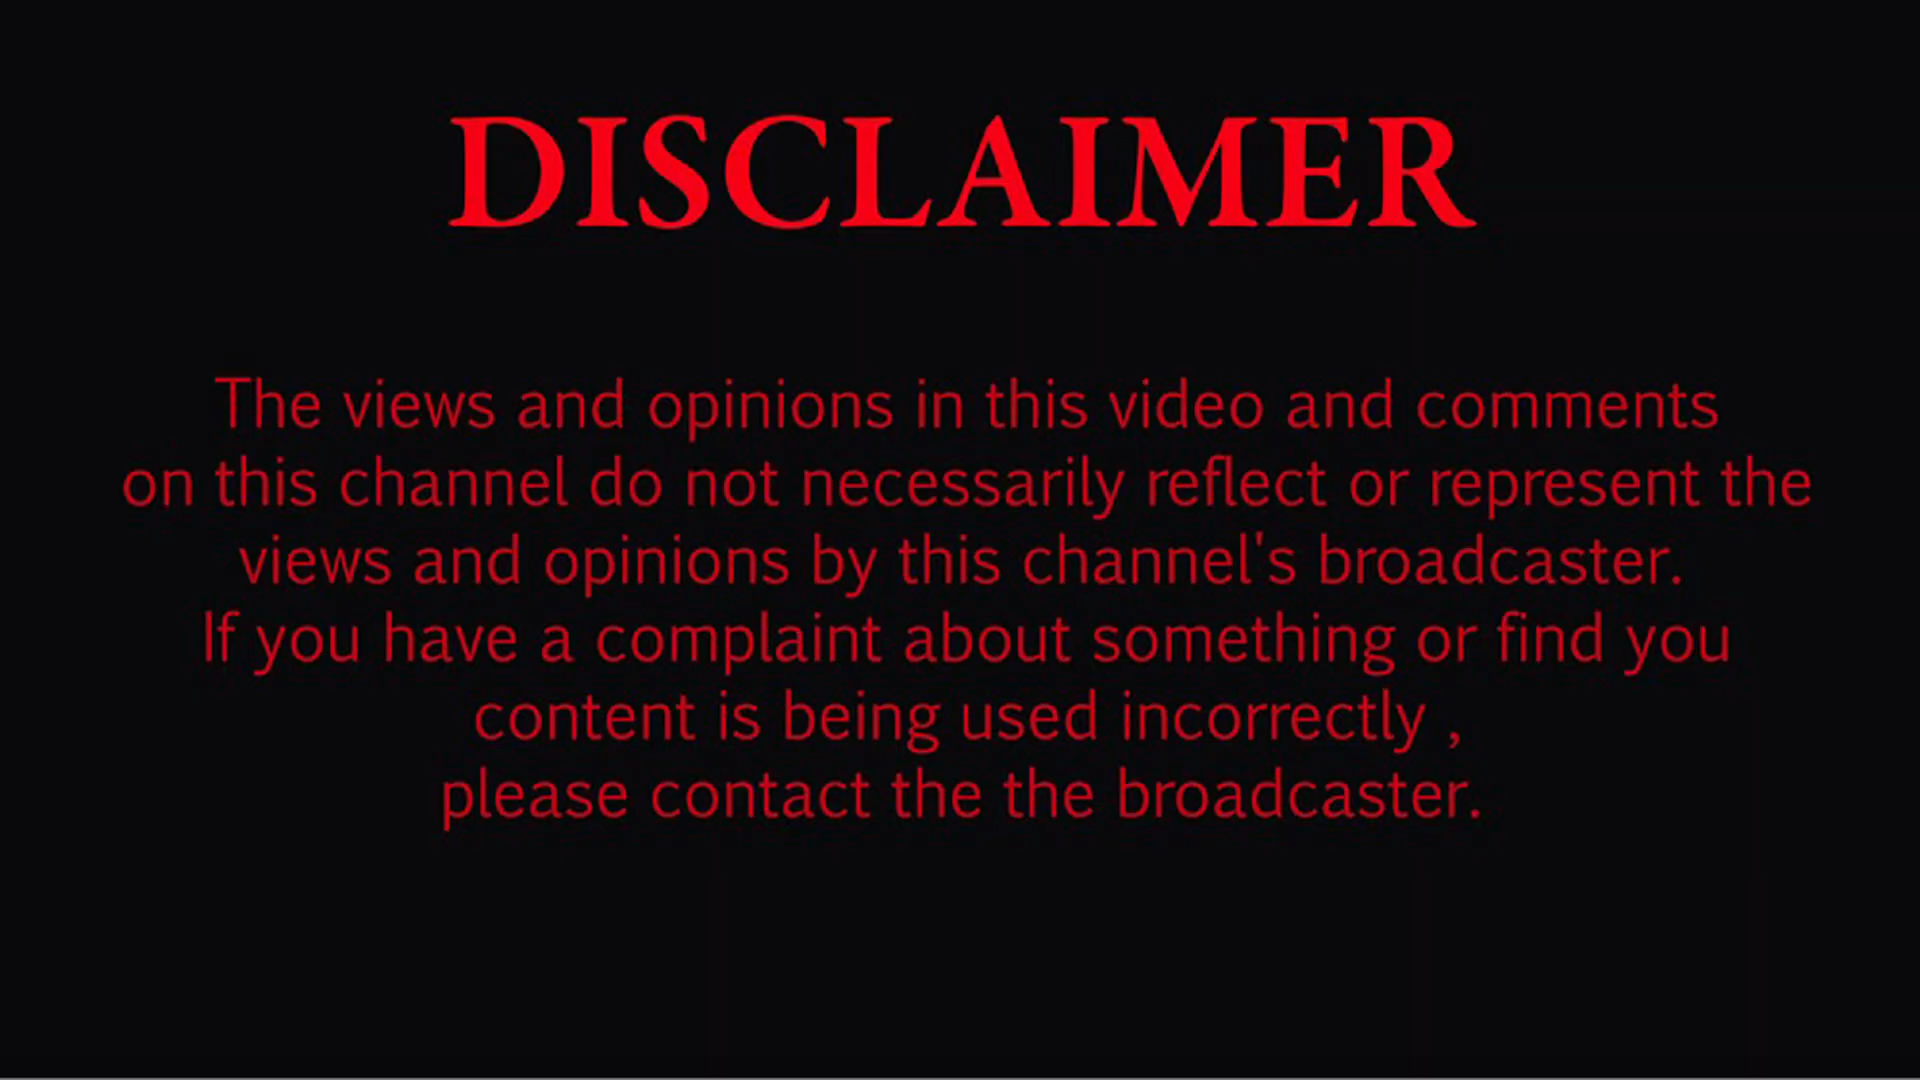 DISCLAIMER
The views and opinions in this video and comments
on this channel do not necessarily reflect or represent the
views and opinions by this channel's broadcaster.
If you have a complaint about something or find you
content is being used incorrectly ,
please contact the the broadcaster.